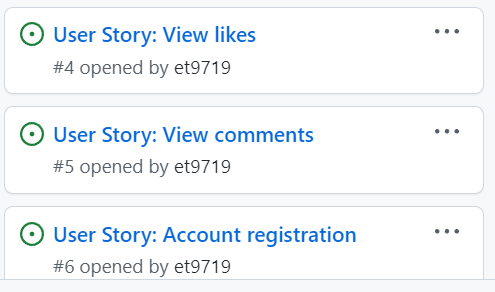 User Story: View likes
#4 opened by et9719
User Story: View comments
#5 opened by et9719
User Story: Account registration
#6 opened by et9719